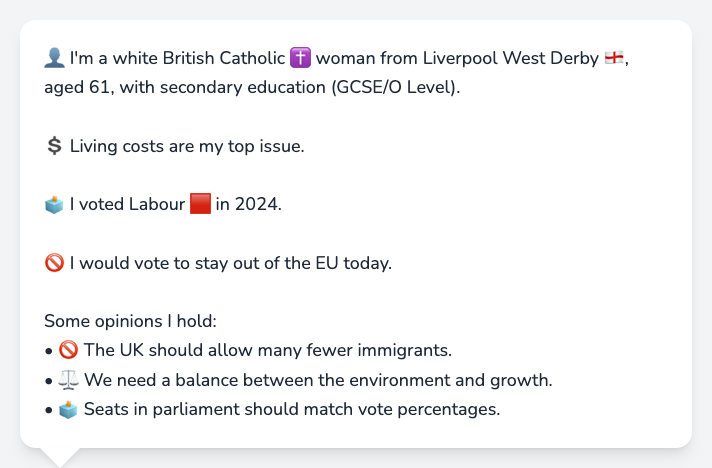 👤 I'm a white British Catholic ✝️ woman from Liverpool West Derby 🏴󠁧󠁢󠁥󠁮󠁧󠁿,
aged 61, with secondary education (GCSE/O Level).
💲 Living costs are my top issue.
🗳️ I voted Labour 🟥 in 2024.
🚫 I would vote to stay out of the EU today.
Some opinions I hold:
• 🚫 The UK should allow many fewer immigrants.
• ⚖️ We need a balance between the environment and growth.
• 🗳️ Seats in parliament should match vote percentages.